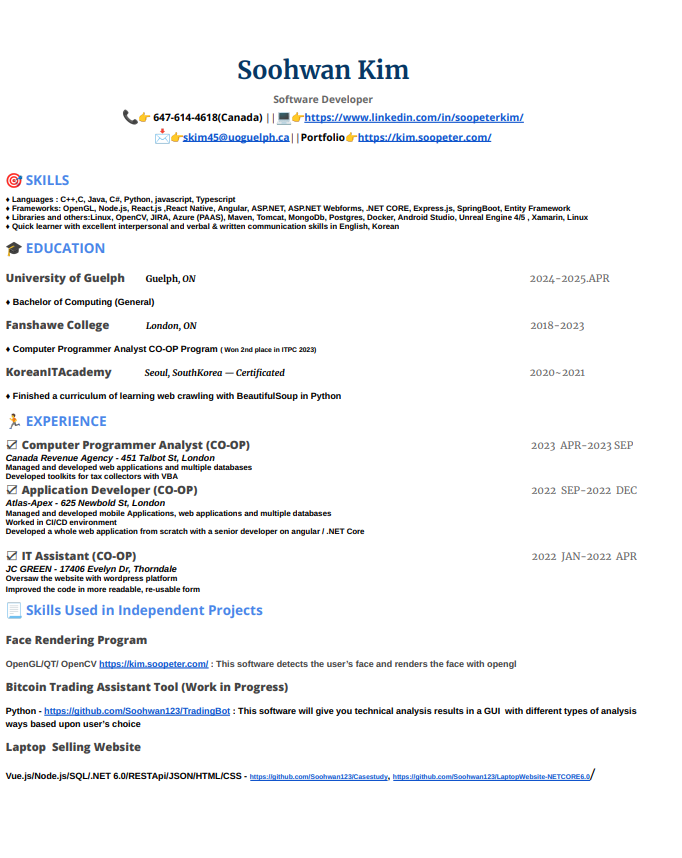 Soohwan Kim
Software Developer
📞👉 647-614-4618(Canada) ||💻👉https://www.linkedin.com/in/soopeterkim/
📩👉skim45@uoguelph.ca||Portfolio👉https://kim.soopeter.com/
🎯 SKILLS
♦ Languages : C++,C, Java, C#, Python, javascript, Typescript
♦ Frameworks: OpenGL, Node.js, React.js ,React Native, Angular, ASP.NET, ASP.NET Webforms, .NET CORE, Express.js, SpringBoot, Entity Framework
♦ Libraries and others:Linux, OpenCV, JIRA, Azure (PAAS), Maven, Tomcat, MongoDb, Postgres, Docker, Android Studio, Unreal Engine 4/5 , Xamarin, Linux
♦ Quick learner with excellent interpersonal and verbal & written communication skills in English, Korean
🎓 EDUCATION
University of Guelph Guelph, ON 2024-2025.APR
♦ Bachelor of Computing (General)
Fanshawe College London, ON 2018-2023
♦ Computer Programmer Analyst CO-OP Program ( Won 2nd place in ITPC 2023)
KoreanITAcademy Seoul, SouthKorea — Certificated 2020~2021
♦ Finished a curriculum of learning web crawling with BeautifulSoup in Python
🏃 EXPERIENCE
☑ Computer Programmer Analyst (CO-OP) 2023 APR-2023 SEP
Canada Revenue Agency - 451 Talbot St, London
Managed and developed web applications and multiple databases
Developed toolkits for tax collectors with VBA
☑ Application Developer (CO-OP) 2022 SEP-2022 DEC
Atlas-Apex - 625 Newbold St, London
Managed and developed mobile Applications, web applications and multiple databases
Worked in CI/CD environment
Developed a whole web application from scratch with a senior developer on angular / .NET Core
☑ IT Assistant (CO-OP) 2022 JAN-2022 APR
JC GREEN - 17406 Evelyn Dr, Thorndale
Oversaw the website with wordpress platform
Improved the code in more readable, re-usable form
📃 Skills Used in Independent Projects
Face Rendering Program
OpenGL/QT/ OpenCV https://kim.soopeter.com/ : This software detects the user's face and renders the face with opengl
Bitcoin Trading Assistant Tool (Work in Progress)
Python - https://github.com/Soohwan123/TradingBot : This software will give you technical analysis results in a GUI with different types of analysis
ways based upon user's choice
Laptop Selling Website
Vue.js/Node.js/SQL/.NET 6.0/RESTApi/JSON/HTML/CSS - https://github.com/Soohwan123/Casestudy, https://github.com/Soohwan123/LaptopWebsite-NETCORE6.0/